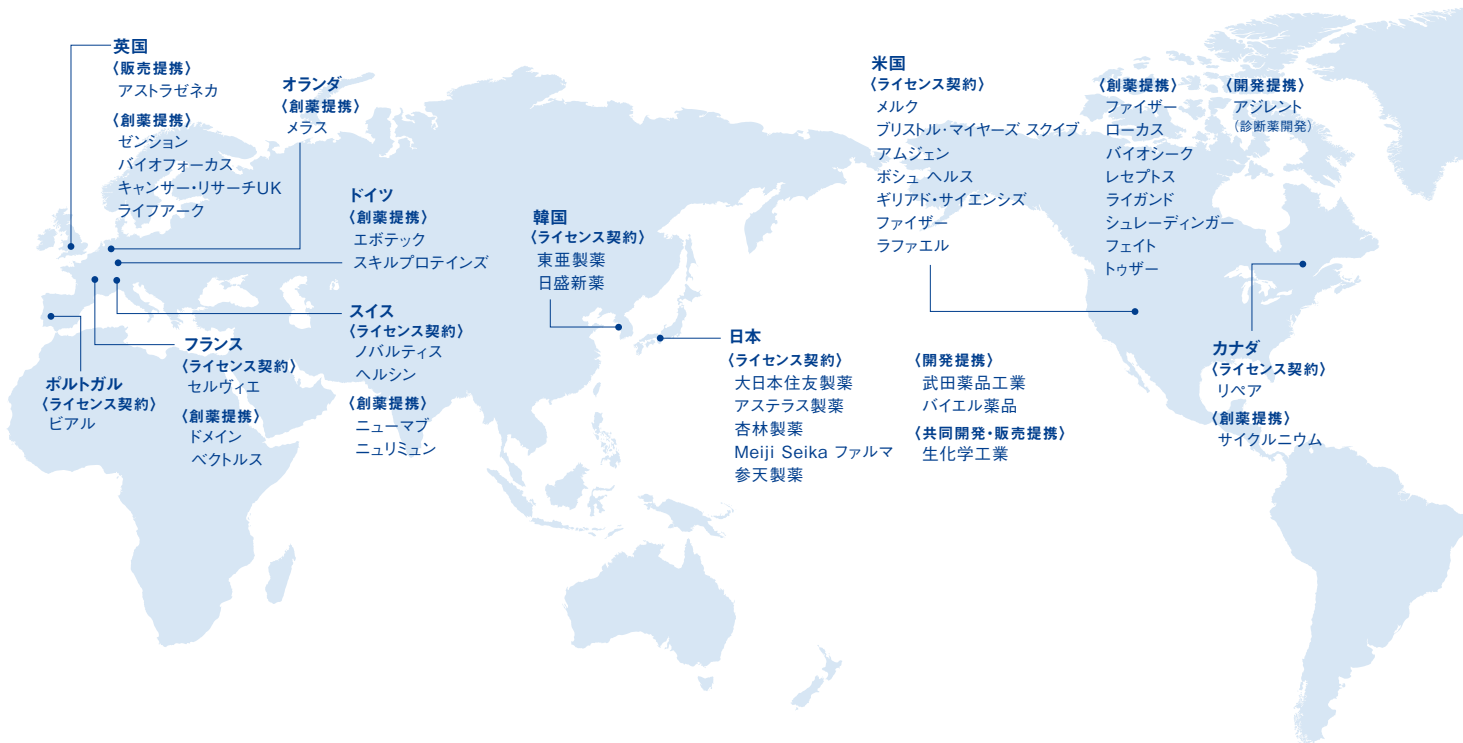 英国
〈販売提携〉
アストラゼネカ
〈創薬提携〉
ゼンション
バイオフォーカス
キャンサー・リサーチUK
ライフアーク
オランダ
〈創薬提携〉
メラス
ドイツ
〈創薬提携〉
エボテック
スキルプロテインズ
スイス
〈ライセンス契約〉
ノバルティス
ヘルシン
〈創薬提携〉
ニューマブ
ニュリミュン
フランス
〈ライセンス契約〉
セルヴィエ
〈創薬提携〉
ドメイン
ベクトルス
ポルトガル
〈ライセンス契約〉
ビアル
韓国
〈ライセンス契約〉
東亜製薬
日盛新薬
日本
〈ライセンス契約〉
大日本住友製薬
アステラス製薬
杏林製薬
Meiji Seika ファルマ
参天製薬
〈開発提携〉
武田薬品工業
バイエル薬品
〈共同開発・販売提携〉
生化学工業
米国
〈ライセンス契約〉
メルク
ブリストル・マイヤーズ スクイブ
アムジェン
ボシュ ヘルス
ギリアド・サイエンシズ
ファイザー
ラファエル
〈創薬提携〉
ファイザー
ローカス
バイオシーク
レセプトス
ライガンド
シュレーディンガー
フェイト
トゥザー
〈開発提携〉
アジレント
（診断薬開発）
カナダ
〈ライセンス契約〉
リペア
〈創薬提携〉
サイクルニウム